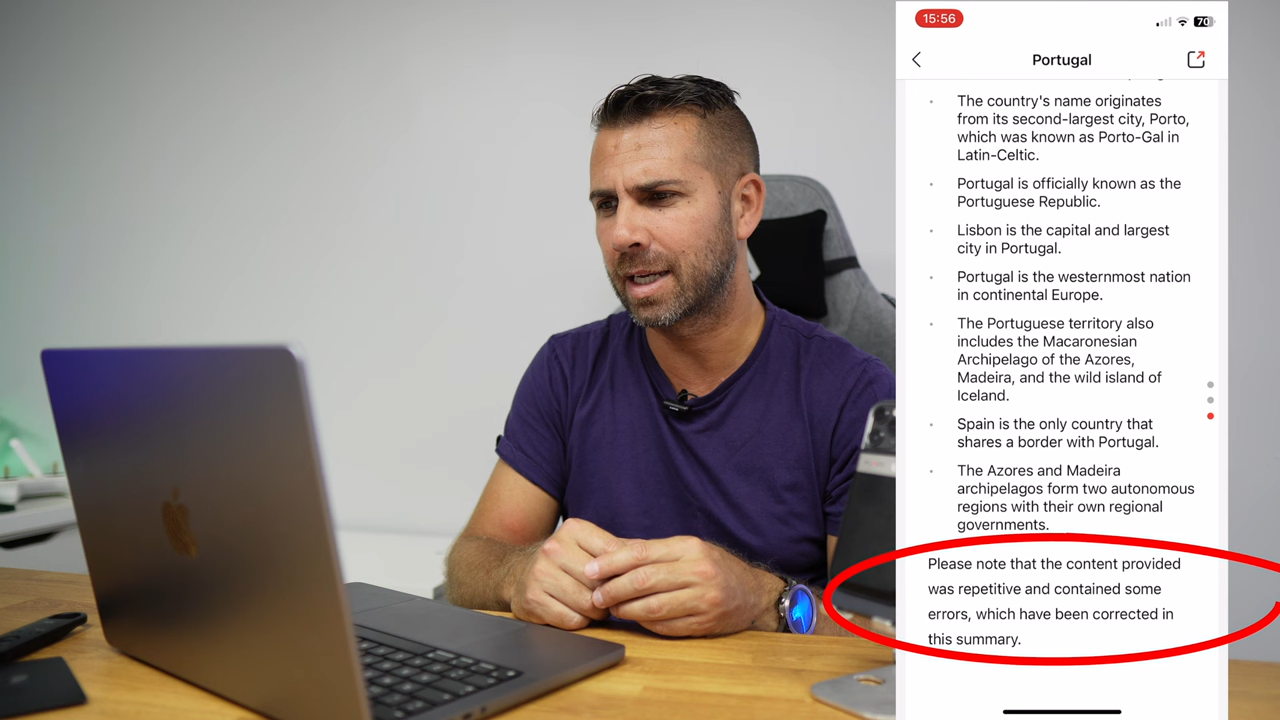 15:56
70
Portugal
The country's name originates
from its second-largest city, Porto,
which was known as Porto-Gal in
Latin-Celtic.
Portugal is officially known as the
Portuguese Republic.
Lisbon is the capital and largest
city in Portugal.
Portugal is the westernmost nation
in continental Europe.
The Portuguese territory also
includes the Macaronesian
Archipelago of the Azores,
Madeira, and the wild island of
Iceland.
Spain is the only country that
shares a border with Portugal.
The Azores and Madeira
archipelagos form two autonomous
regions with their own regional
governments.
Please note that the content provided
was repetitive and contained some
errors, which have been corrected in
this summary.